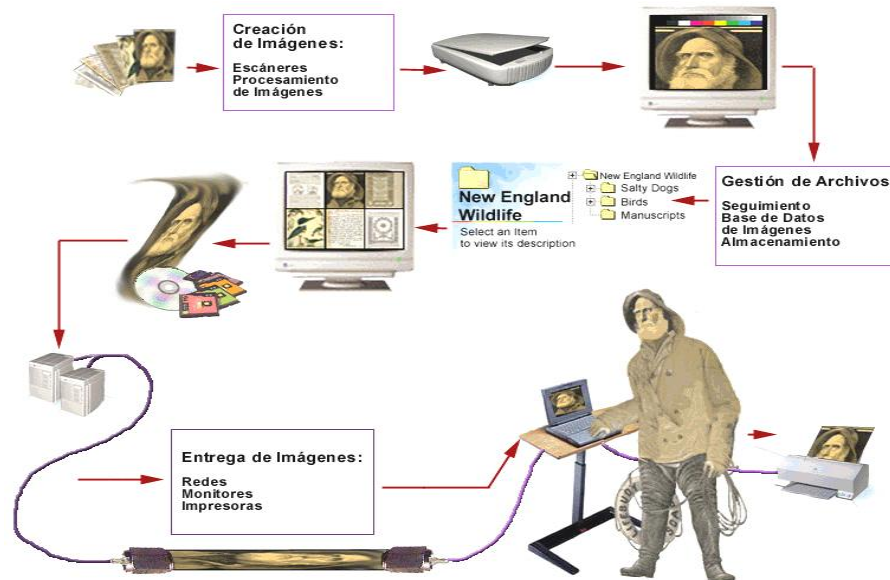 Creación
de Imágenes:
Escáneres
Procesamiento
de Imágenes
Gestión de Archivos
Seguimiento
Base de Datos
de Imágenes
Almacenamiento
New England Wildlife
Salty Dogs
Birds
Manuscripts
New England
Wildlife
Select an Item
to view its description
Entrega de Imágenes:
Redes
Monitores
Impresoras